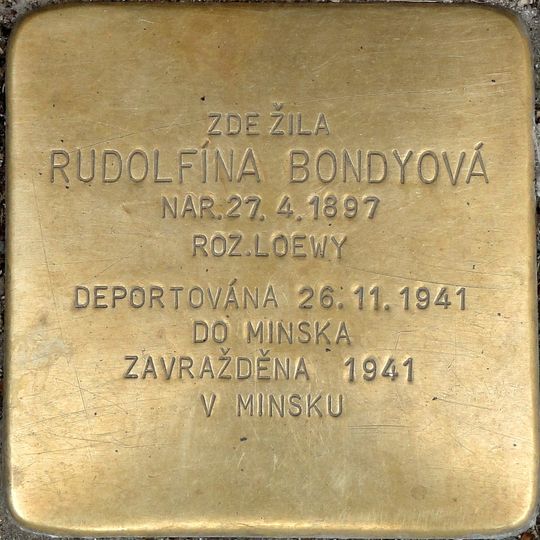 ZDE ŽILA
RUDOLFÍNA BONDYOVÁ
NAR.27.4.1897
ROZ.LOEWY
DEPORTOVÁNA 26.11.1941
DO MINSKA
ZAVRAŽDĚNA 1941
V MINSKU